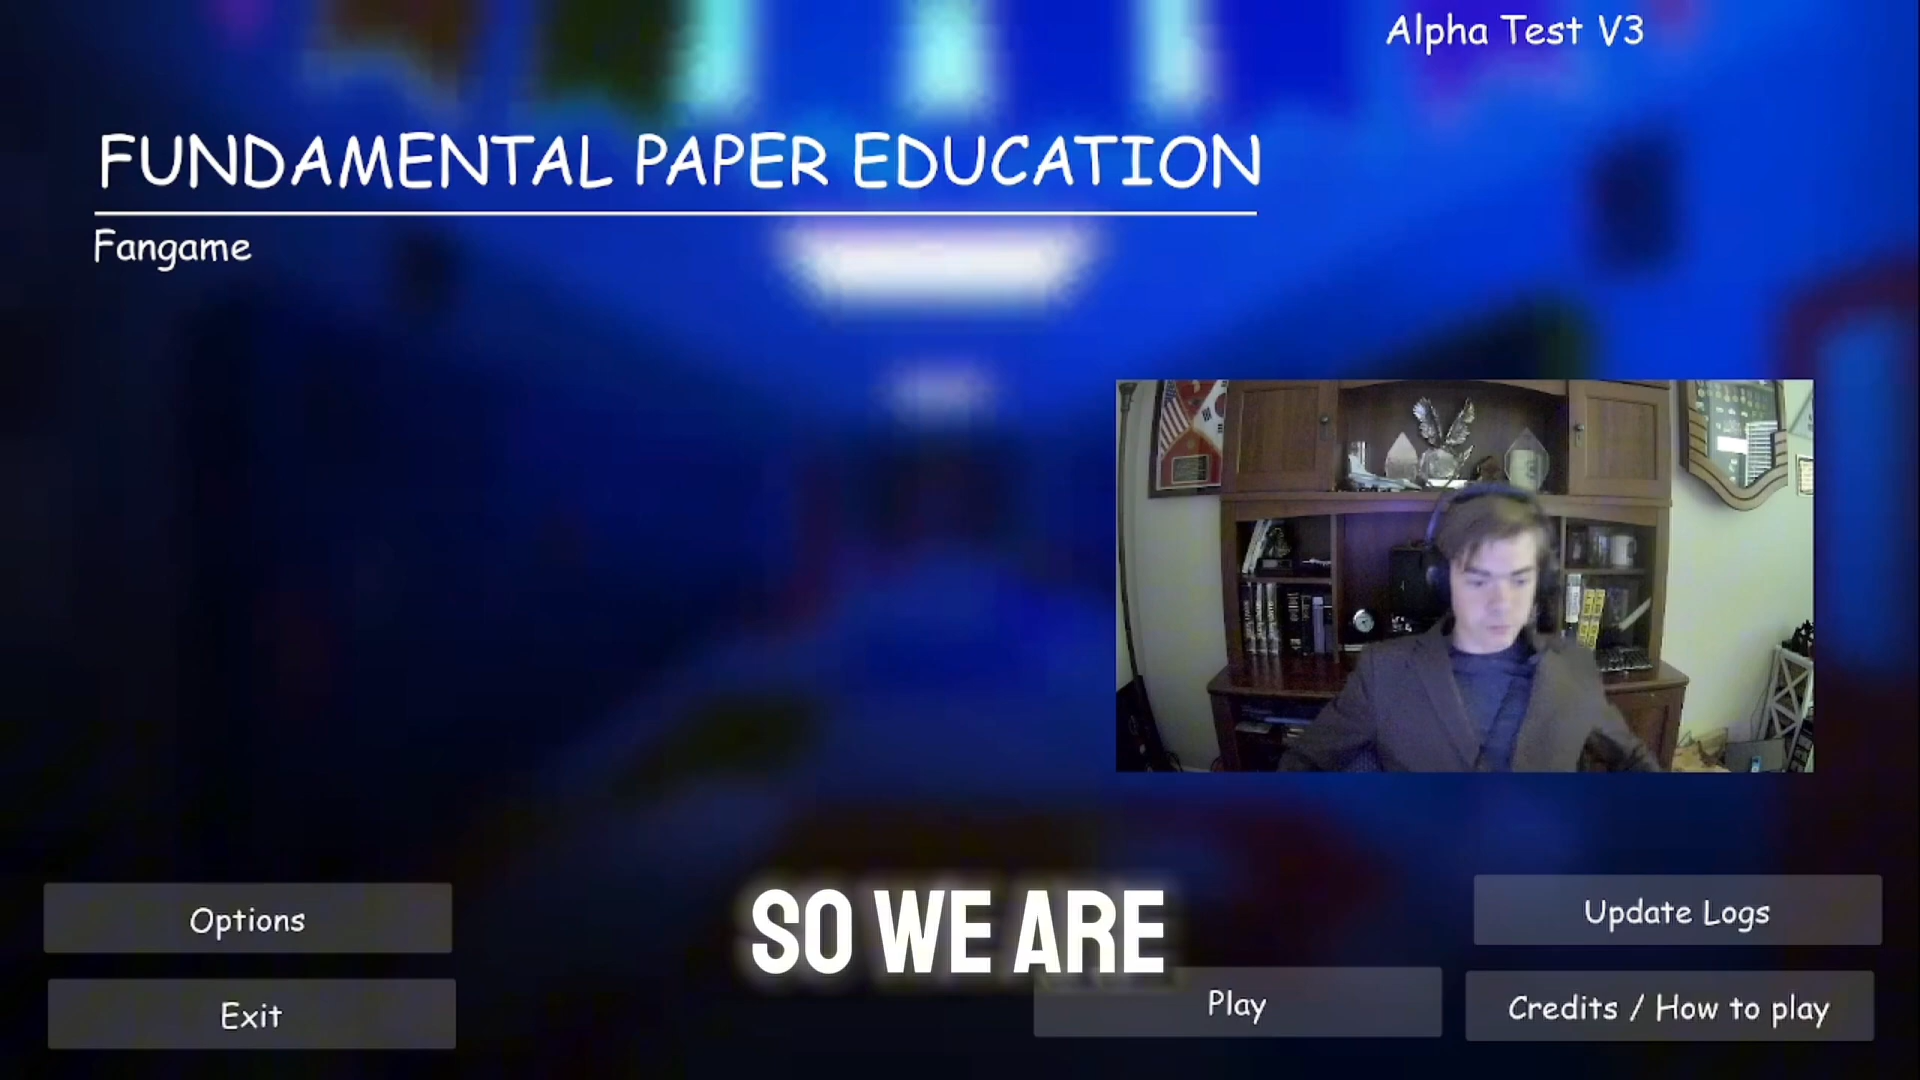 Alpha Test V3
FUNDAMENTAL PAPER EDUCATION
Fangame
SO WE ARE
Options
Update Logs
Exit
Play
Credits / How to play